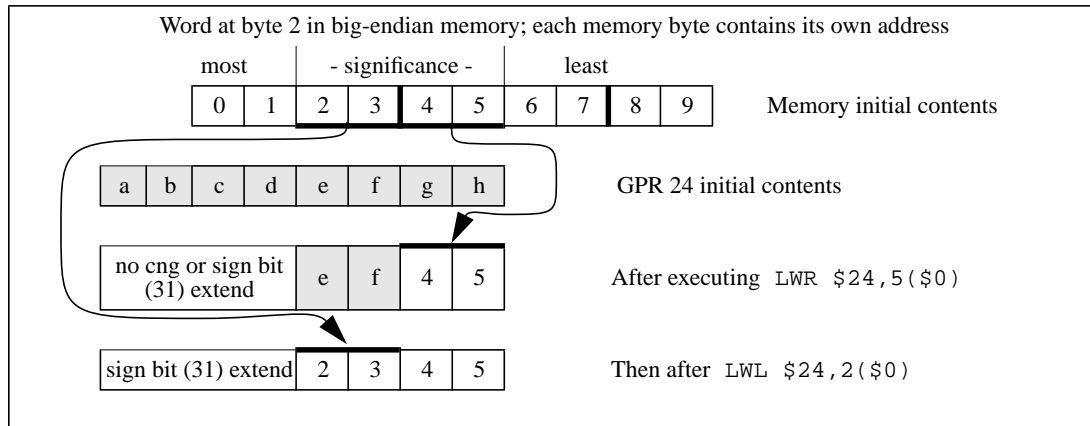 Word at byte 2 in big-endian memory; each memory byte contains its own address
most - significance - least
0 1 2 3 4 5 6 7 8 9 Memory initial contents
a b c d e f g h GPR 24 initial contents
no cng or sign bit
(31) extend e f 4 5 After executing LWR $24,5($0)
sign bit (31) extend 2 3 4 5 Then after LWL $24,2($0)